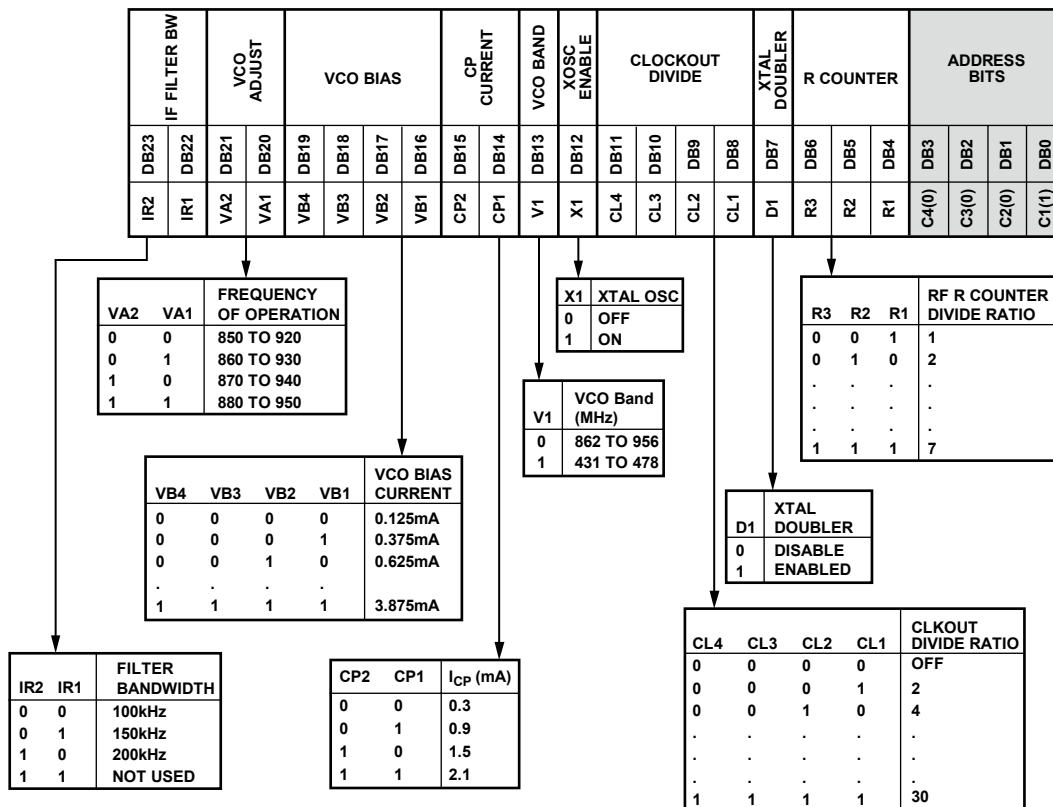 IF FILTER BW
VCO ADJUST
VCO BIAS
CP CURRENT
VCO BAND
XOSC ENABLE
CLOCKOUT DIVIDE
XTAL DOUBLER
R COUNTER
ADDRESS BITS
DB23 DB22 DB21 DB20 DB19 DB18 DB17 DB16 DB15 DB14 DB13 DB12 DB11 DB10 DB9 DB8 DB7 DB6 DB5 DB4 DB3 DB2 DB1 DB0
IR2 IR1 VA2 VA1 VB4 VB3 VB2 VB1 CP2 CP1 V1 X1 CL4 CL3 CL2 CL1 D1 R3 R2 R1 C4(0) C3(0) C2(0) C1(1)
VA2 VA1 FREQUENCY OF OPERATION
0 0 850 TO 920
0 1 860 TO 930
1 0 870 TO 940
1 1 880 TO 950
X1 XTAL OSC
0 OFF
1 ON
R3 R2 R1 RF R COUNTER DIVIDE RATIO
0 0 1 1
0 1 0 2
. . . .
. . . .
. . . .
1 1 1 7
V1 VCO Band (MHz)
0 862 TO 956
1 431 TO 478
VB4 VB3 VB2 VB1 VCO BIAS CURRENT
0 0 0 0 0.125mA
0 0 0 1 0.375mA
0 0 1 0 0.625mA
. . . .
1 1 1 1 3.875mA
D1 XTAL DOUBLER
0 DISABLE
1 ENABLED
IR2 IR1 FILTER BANDWIDTH
0 0 100kHz
0 1 150kHz
1 0 200kHz
1 1 NOT USED
CP2 CP1 ICP (mA)
0 0 0.3
0 1 0.9
1 0 1.5
1 1 2.1
CL4 CL3 CL2 CL1 CLKOUT DIVIDE RATIO
0 0 0 0 OFF
0 0 0 1 2
0 0 1 0 4
. . . . .
. . . . .
. . . . .
1 1 1 1 30